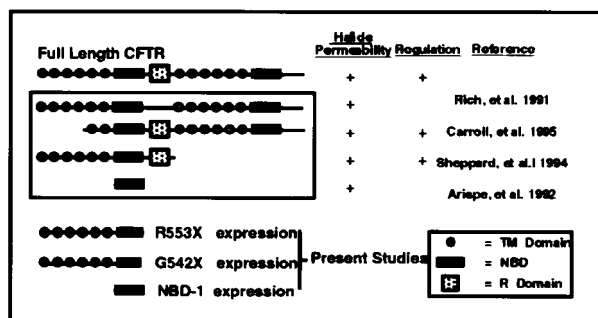 Halide
Full Length CFTR Permeability Regulation Reference
R + +
+ Rich, et al. 1991
R + + Carroll, et al. 1995
R + + Sheppard, et al.l 1994
+ Arispe, et al. 1992
R553X expression
G542X expression Present Studies
NBD-1 expression
= TM Domain
= NBD
R = R Domain